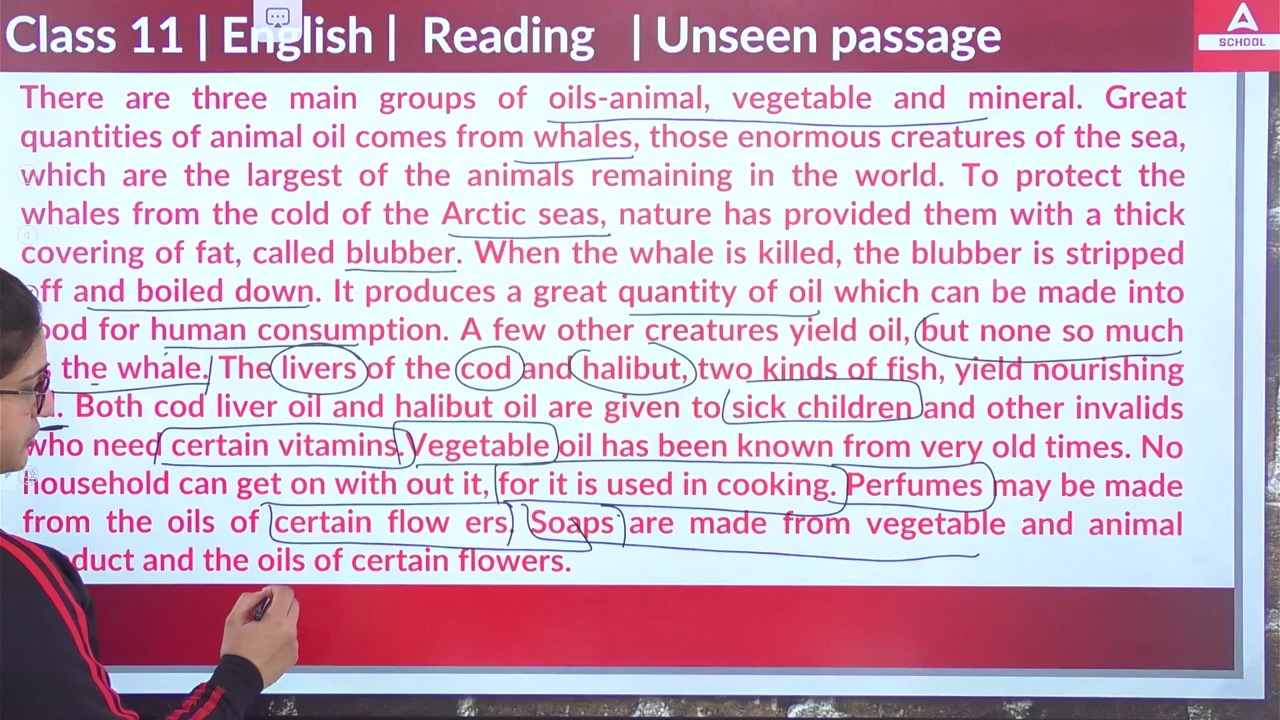 Class 11 | English | Reading | Unseen passage
A
SCHOOL
There are three main groups of oils-animal, vegetable and mineral. Great
quantities of animal oil comes from whales, those enormous creatures of the sea,
which are the largest of the animals remaining in the world. To protect the
whales from the cold of the Arctic seas, nature has provided them with a thick
covering of fat, called blubber. When the whale is killed, the blubber is stripped
off and boiled down. It produces a great quantity of oil which can be made into
food for human consumption. A few other creatures yield oil, but none so much
the whale. The livers of the cod and halibut, two kinds of fish, yield nourishing
Both cod liver oil and halibut oil are given to sick children and other invalids
who need certain vitamins. Vegetable oil has been known from very old times. No
household can get on with out it, for it is used in cooking. Perfumes may be made
from the oils of certain flow ers. Soaps are made from vegetable and animal
duct and the oils of certain flowers.